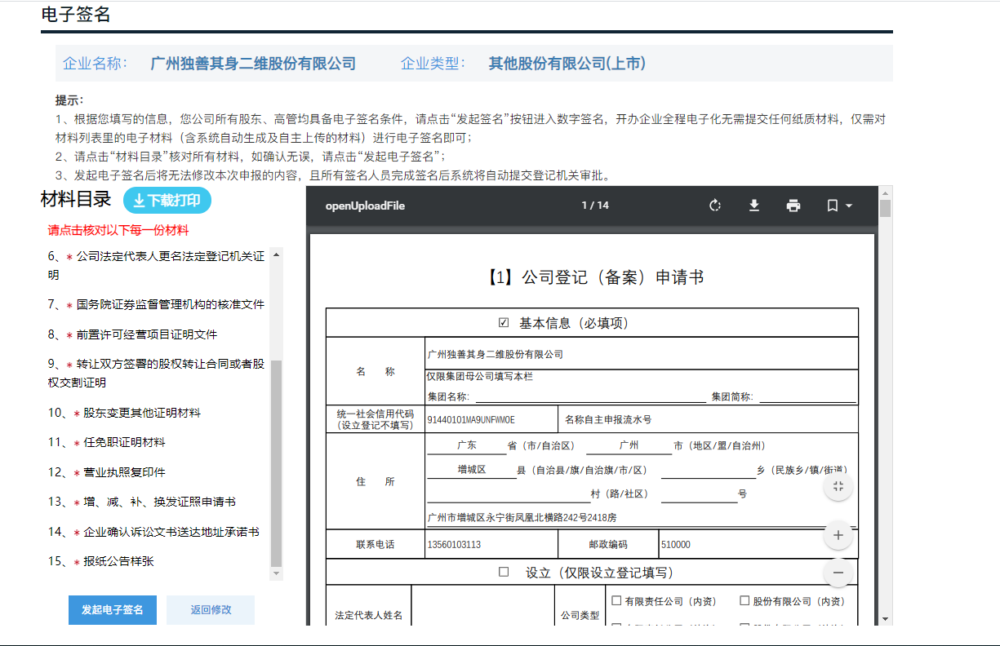 电子签名
企业名称： 广州独善其身二维股份有限公司 企业类型： 其他股份有限公司(上市)
提示：
1、根据您填写的信息，您公司所有股东、高管均具备电子签名条件，请点击“发起签名”按钮进入数字签名，开办企业全程电子化无需提交任何纸质材料，仅需对
材料列表里的电子材料（含系统自动生成及自主上传的材料）进行电子签名即可；
2、请点击“材料目录”核对所有材料，如确认无误，请点击“发起电子签名”；
3、发起电子签名后将无法修改本次申报的内容，且所有签名人员完成签名后系统将自动提交登记机关审批。
材料目录 下载打印
请点击核对以下每一份材料
6、* 公司法定代表人更名法定登记机关证
明
7、* 国务院证券监督管理机构的核准文件
8、* 前置许可经营项目证明文件
9、* 转让双方签署的股权转让合同或者股
权交割证明
10、* 股东变更其他证明材料
11、* 任免职证明材料
12、* 营业执照复印件
13、* 增、减、补、换发证照申请书
14、* 企业确认诉讼文书送达地址承诺书
15、* 报纸公告样张
发起电子签名 返回修改
openUploadFile 1 / 14
【1】公司登记（备案）申请书
☑ 基本信息（必填项）
名 称 广州独善其身二维股份有限公司
仅限集团母公司填写本栏
集团名称： 集团简称：
统一社会信用代码
（设立登记不填写） 91440101MA9UNFWM0E 名称自主申报流水号
住 所 广东 省（市/自治区） 广州 市（地区/盟/自治州）
增城区 县（自治县/旗/自治旗/市/区） 乡（民族乡/镇/街道）
村（路/社区） 号
广州市增城区永宁街凤凰北横路242号2418房
联系电话 13560103113 邮政编码 510000
☐ 设立（仅限设立登记填写）
法定代表人姓名 公司类型 ☐ 有限责任公司（内资） ☐ 股份有限公司（内资）